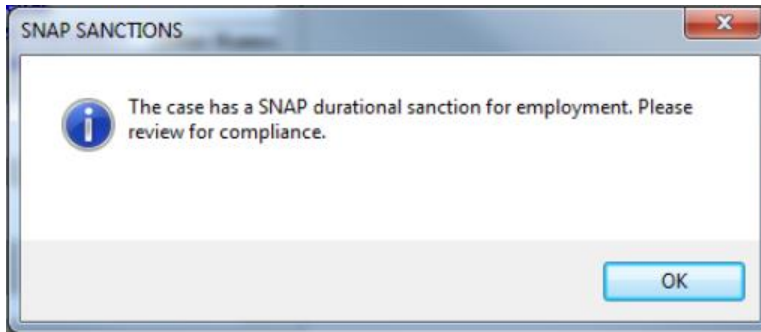 SNAP SANCTIONS
The case has a SNAP durational sanction for employment. Please
review for compliance.
OK